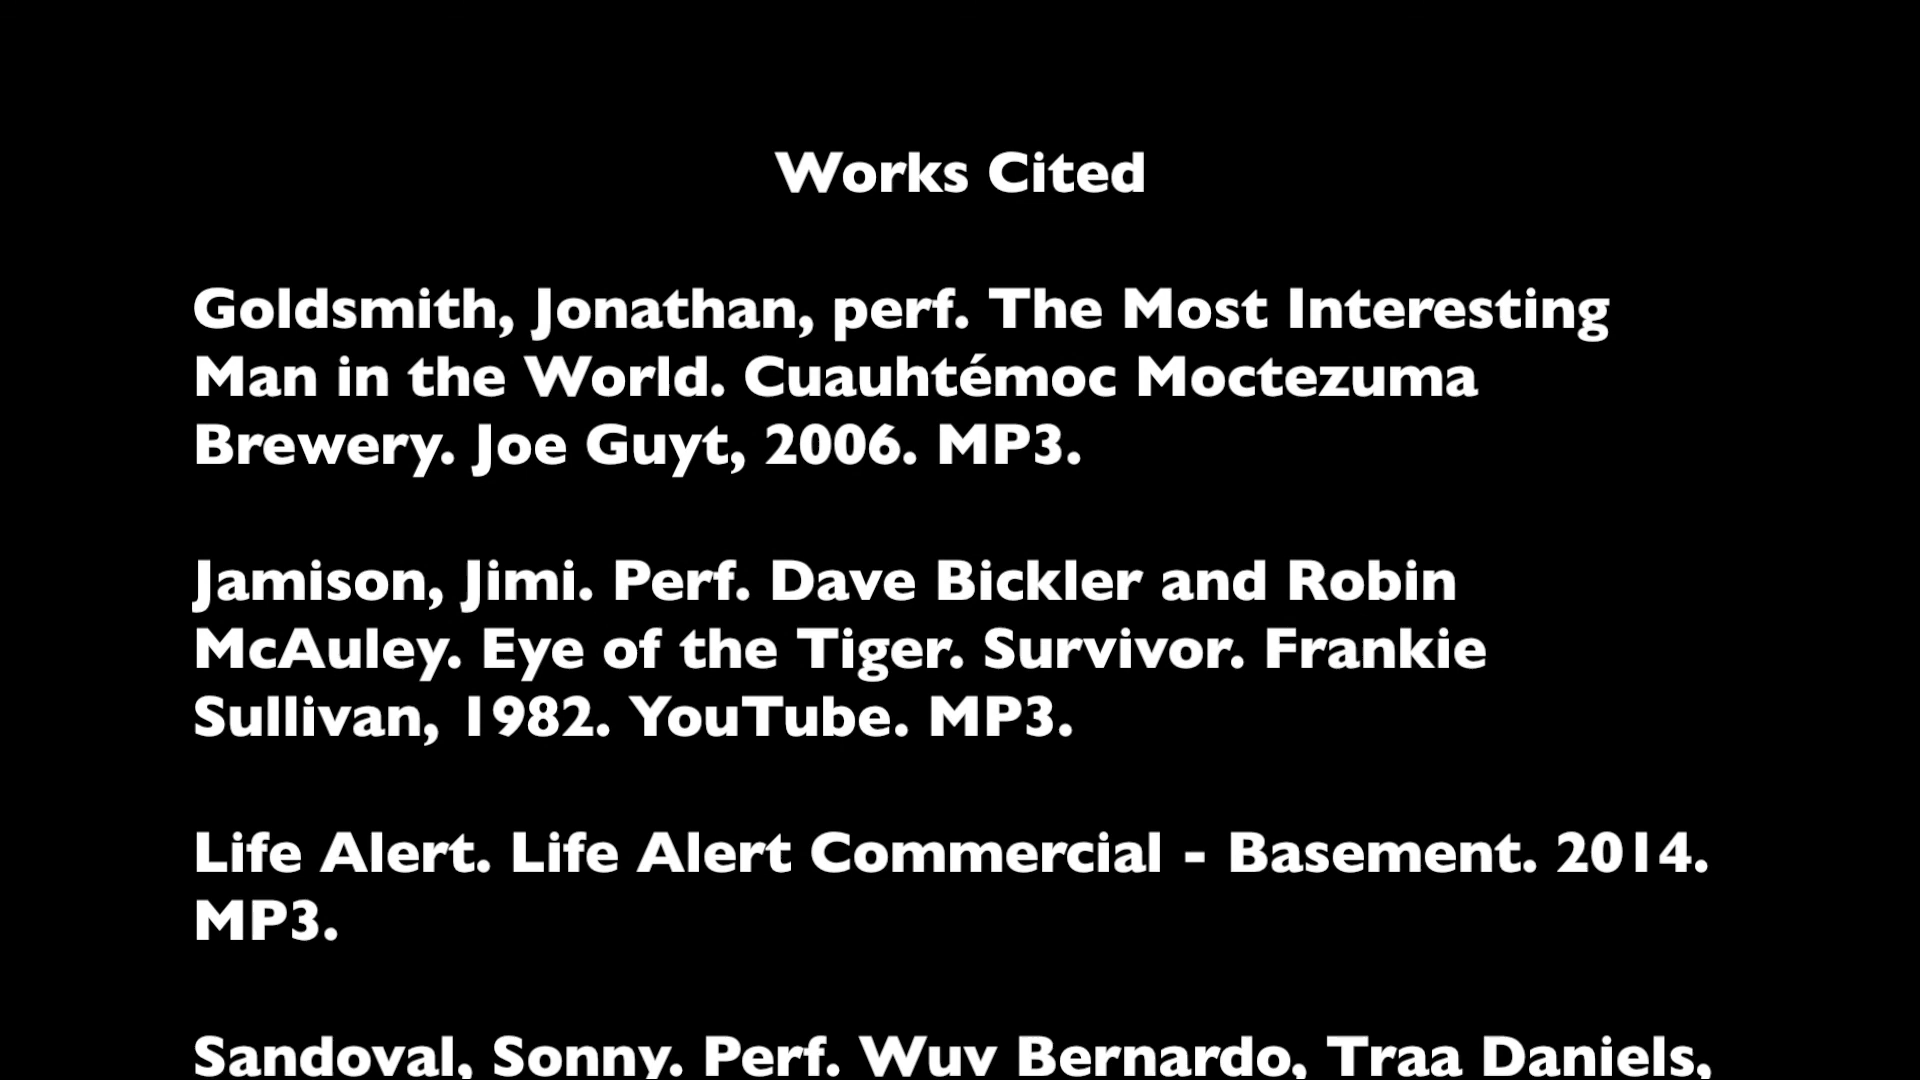 Works Cited
Goldsmith, Jonathan, perf. The Most Interesting
Man in the World. Cuauhtémoc Moctezuma
Brewery. Joe Guyt, 2006. MP3.
Jamison, Jimi. Perf. Dave Bickler and Robin
McAuley. Eye of the Tiger. Survivor. Frankie
Sullivan, 1982. YouTube. MP3.
Life Alert. Life Alert Commercial - Basement. 2014.
MP3.
Sandoval, Sonny. Perf. Wuv Bernardo, Traa Daniels,